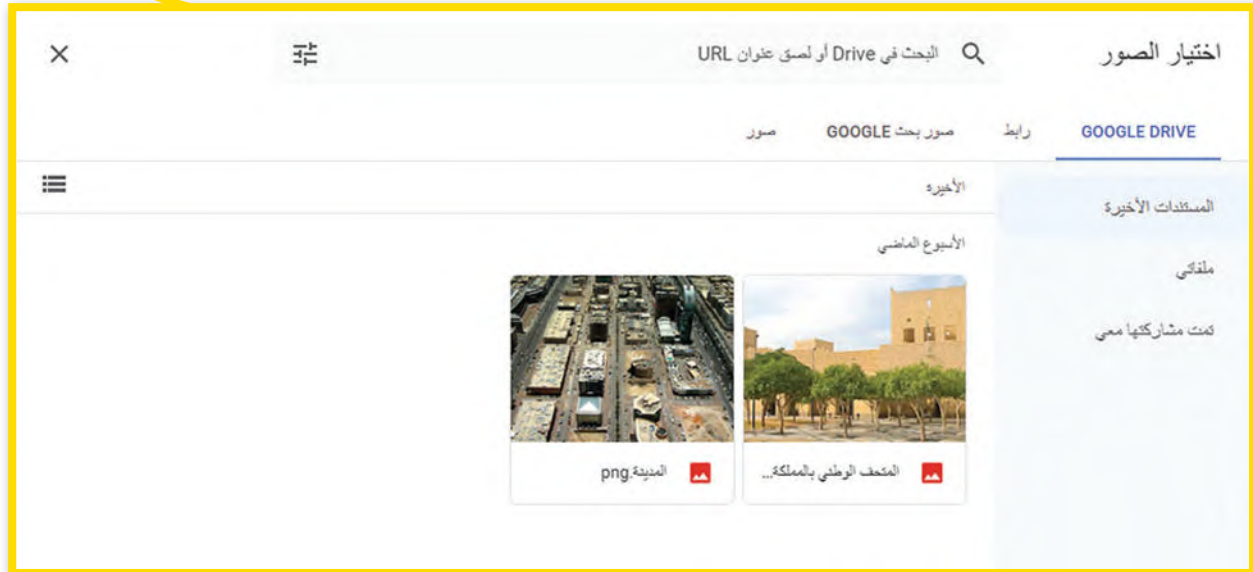 اختيار الصور
البحث في Drive أو لصق عنوان URL
GOOGLE DRIVE
رابط
صور بحث GOOGLE
صور
المستندات الأخيرة
ملفاتي
تمت مشاركتها معي
الأخيرة
الأسبوع الماضي
المتحف الوطني بالمملكة...
المدينة.png